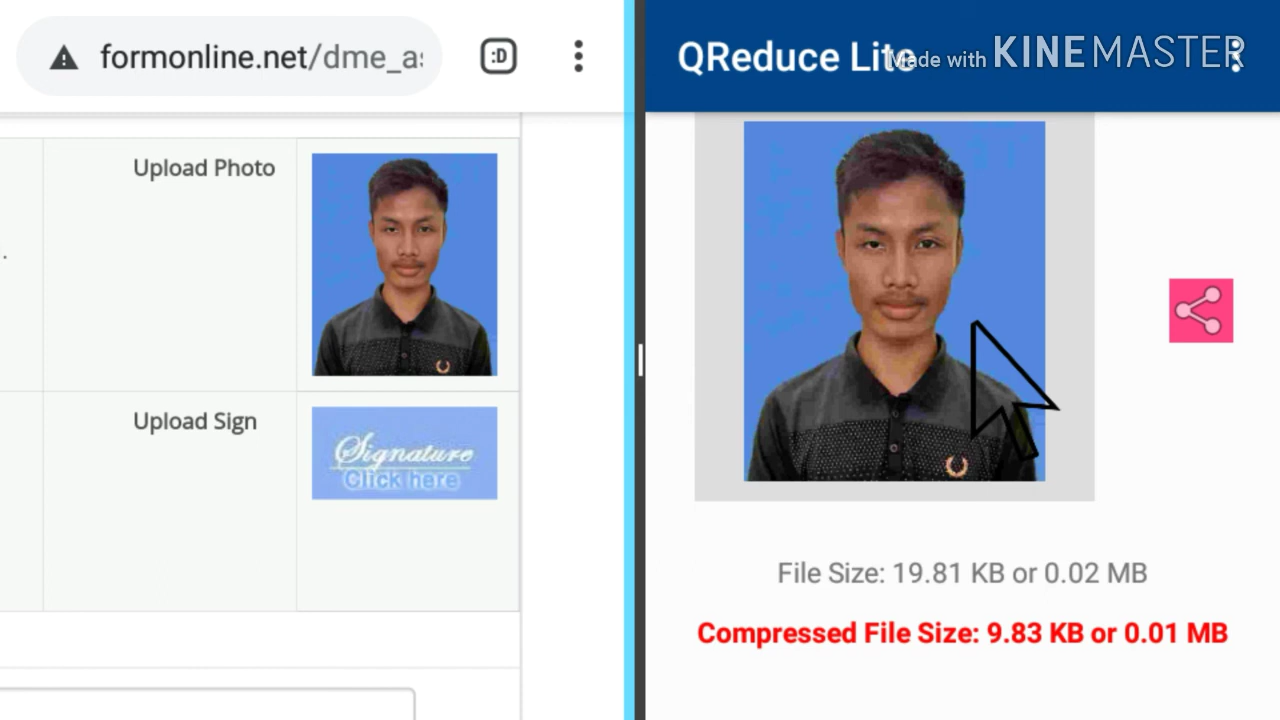 formonline.net/dme_as
:D
Upload Photo
Upload Sign
Signature
Click here
QReduce Lite
Made with KINEMASTER
File Size: 19.81 KB or 0.02 MB
Compressed File Size: 9.83 KB or 0.01 MB